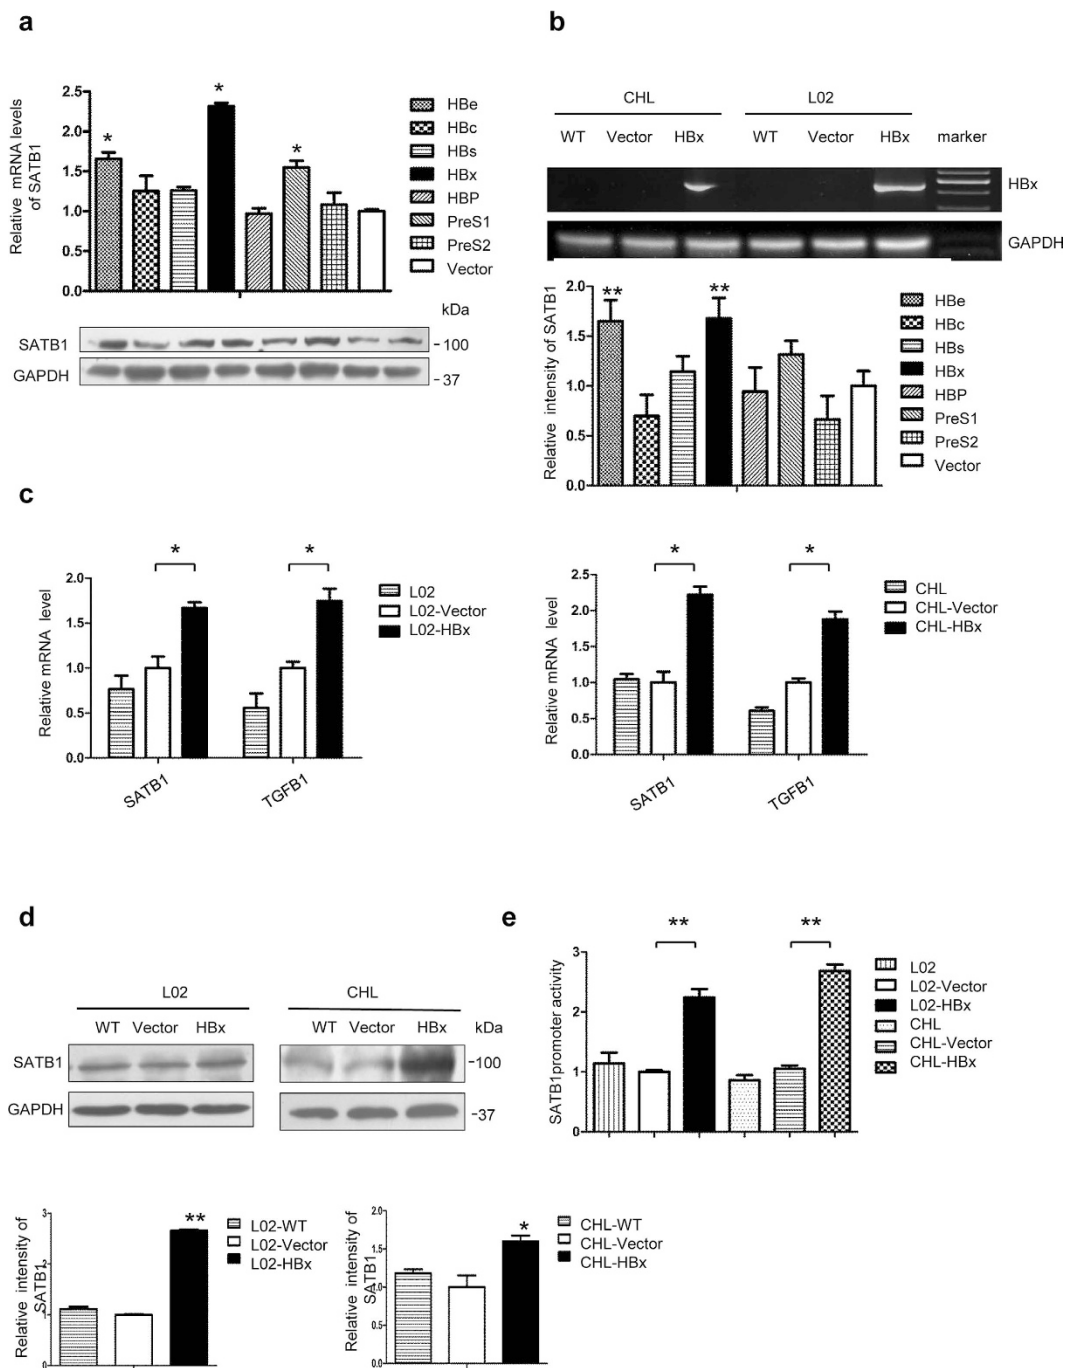 a
Relative mRNA levels
of SATB1
2.5
2.0
1.5
1.0
0.5
0.0
*
*
*
HBe
HBc
HBs
HBx
HBP
PreS1
PreS2
Vector
kDa
SATB1
-100
GAPDH
-37
b
CHL
L02
WT Vector HBx WT Vector HBx marker
HBx
GAPDH
Relative intensity of SATB1
2.0
1.5
1.0
0.5
0.0
**
**
HBe
HBc
HBs
HBx
HBP
PreS1
PreS2
Vector
c
Relative mRNA level
2.0
1.5
1.0
0.5
0.0
*
*
L02
L02-Vector
L02-HBx
SATB1
TGFB1
Relative mRNA level
2.5
2.0
1.5
1.0
0.5
0.0
*
*
CHL
CHL-Vector
CHL-HBx
SATB1
TGFB1
d
L02
CHL
WT Vector HBx WT Vector HBx kDa
SATB1
-100
GAPDH
-37
Relative intensity of
SATB1
3
2
1
0
**
L02-WT
L02-Vector
L02-HBx
Relative intensity of
SATB1
2.0
1.5
1.0
0.5
0.0
*
CHL-WT
CHL-Vector
CHL-HBx
e
SATB1promoter activity
3
2
1
0
**
**
L02
L02-Vector
L02-HBx
CHL
CHL-Vector
CHL-HBx